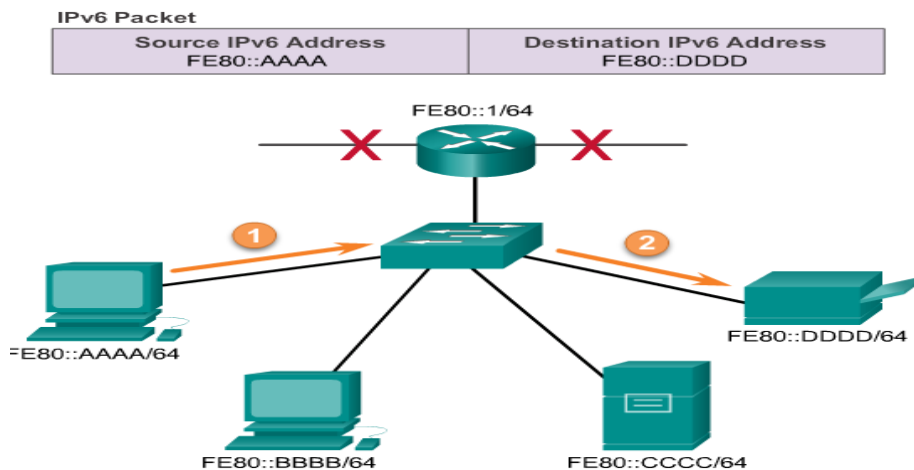 IPv6 Packet
Source IPv6 Address
FE80::AAAA
Destination IPv6 Address
FE80::DDDD
FE80::1/64
1
2
FE80::AAAA/64
FE80::DDDD/64
FE80::BBBB/64
FE80::CCCC/64